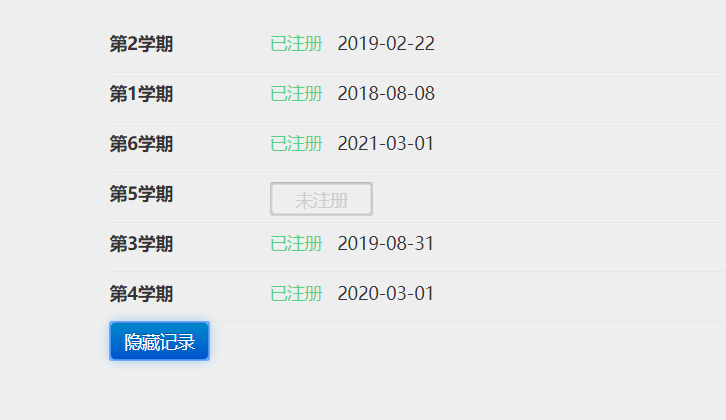 第2学期 已注册 2019-02-22
第1学期 已注册 2018-08-08
第6学期 已注册 2021-03-01
第5学期 未注册
第3学期 已注册 2019-08-31
第4学期 已注册 2020-03-01
隐藏记录